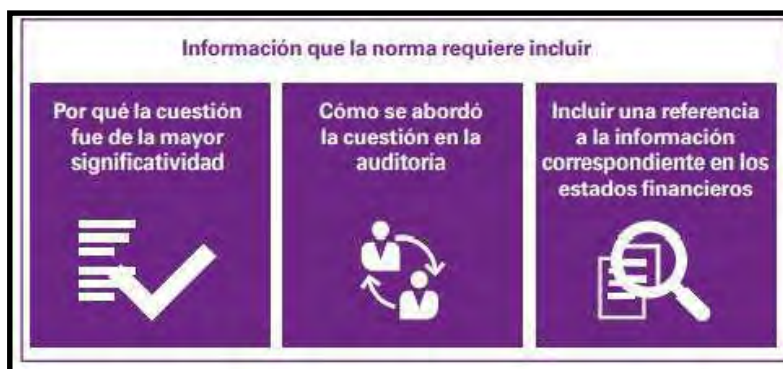 Información que la norma requiere incluir
Por qué la cuestión
fue de la mayor
significatividad
Cómo se abordó
la cuestión en la
auditoría
Incluir una referencia
a la información
correspondiente en los
estados financieros